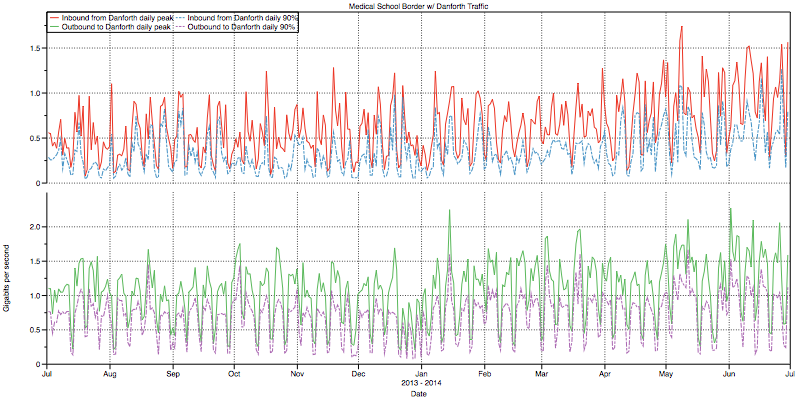 Medical School Border w/ Danforth Traffic
Inbound from Danforth daily peak Inbound from Danforth daily 90%
Outbound to Danforth daily peak Outbound to Danforth daily 90%
1.5
1.0
0.5
0
Gigabits per second
2.0
1.5
1.0
0.5
0
Jul Aug Sep Oct Nov Dec Jan Feb Mar Apr May Jun Jul
2013 - 2014
Date